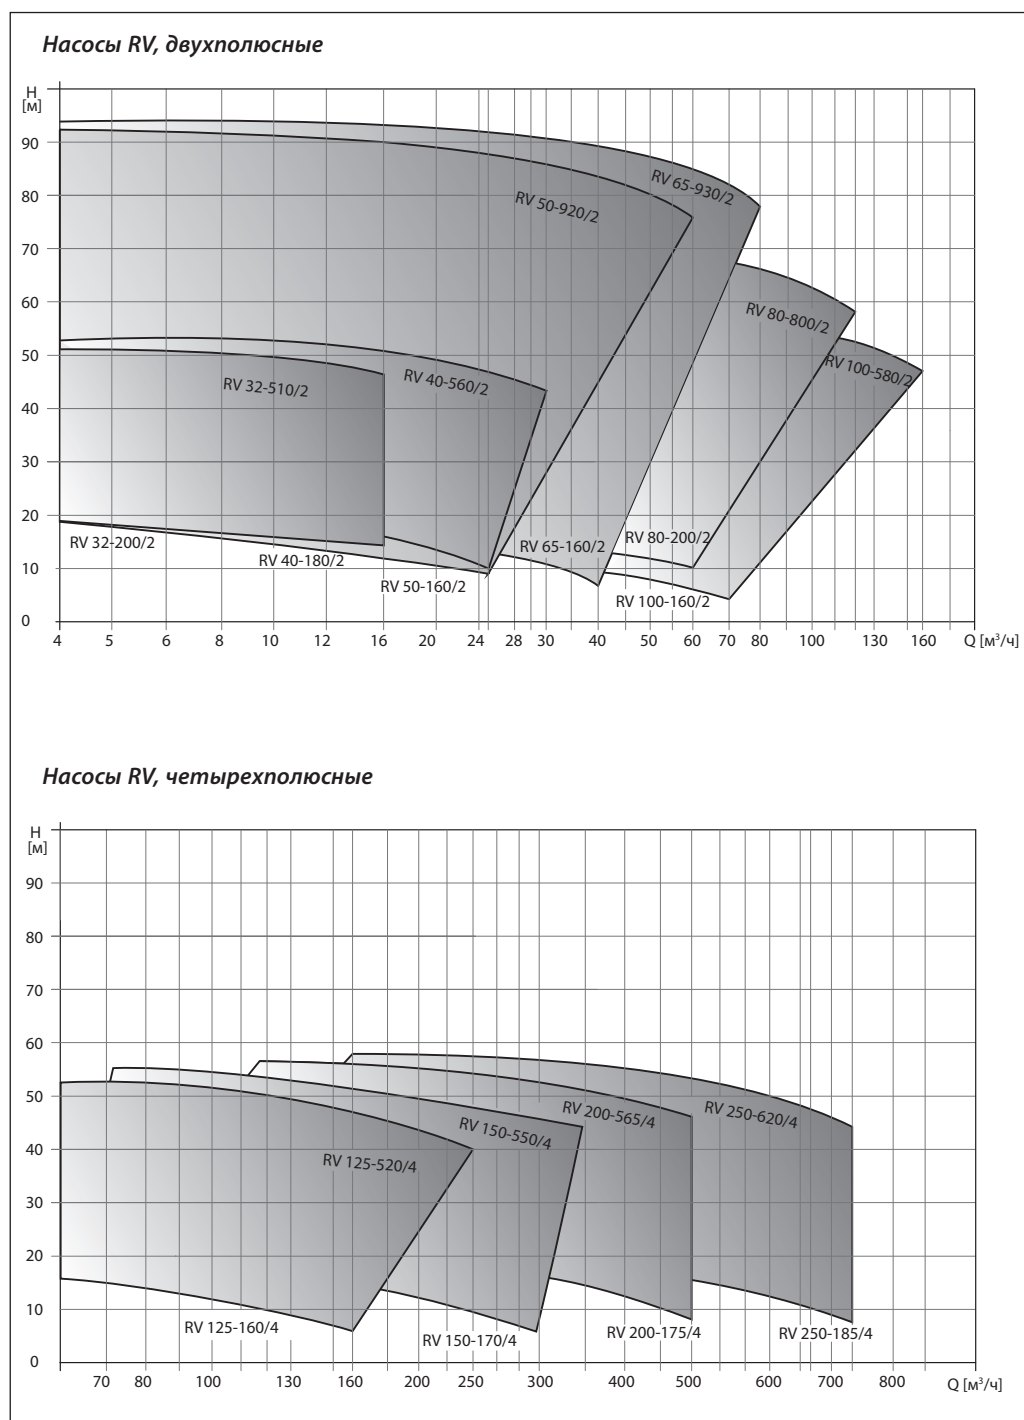 Насосы RV, двухполюсные
H
[м]
90
80
70
60
50
40
30
20
10
0
RV 65-930/2
RV 50-920/2
RV 80-800/2
RV 100-580/2
RV 40-560/2
RV 32-510/2
RV 32-200/2
RV 40-180/2
RV 50-160/2
RV 65-160/2
RV 80-200/2
RV 100-160/2
4 5 6 8 10 12 16 20 24 28 30 40 50 60 70 80 100 130 160 Q [м³/ч]
Насосы RV, четырехполюсные
H
[м]
90
80
70
60
50
40
30
20
10
0
RV 250-620/4
RV 200-565/4
RV 150-550/4
RV 125-520/4
RV 125-160/4
RV 150-170/4
RV 200-175/4
RV 250-185/4
70 80 100 130 160 200 250 300 400 500 600 700 800 Q [м³/ч]